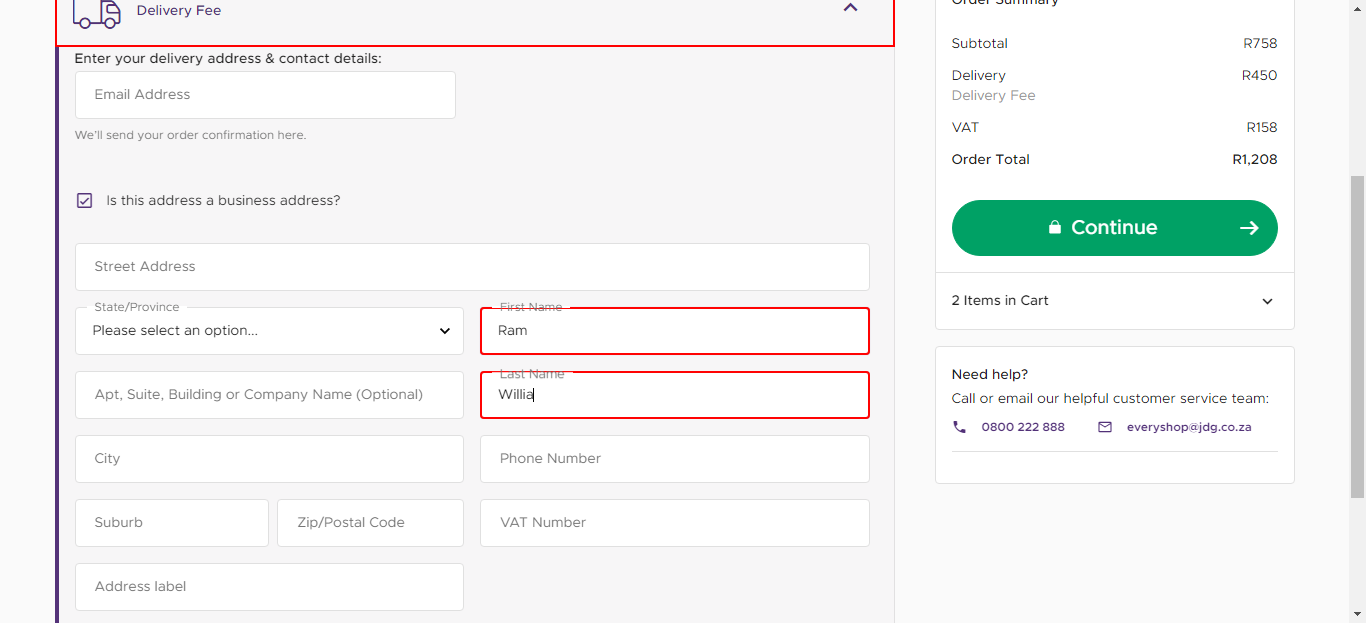 Delivery Fee
Enter your delivery address & contact details:
Email Address
We'll send your order confirmation here.
Is this address a business address?
Street Address
State/Province
Please select an option...
First Name
Ram
Apt, Suite, Building or Company Name (Optional)
Last Name
Willia
City
Phone Number
Suburb
Zip/Postal Code
VAT Number
Address label
Order Summary
Subtotal R758
Delivery R450
Delivery Fee
VAT R158
Order Total R1,208
Continue
2 Items in Cart
Need help?
Call or email our helpful customer service team:
0800 222 888 everyshop@jdg.co.za